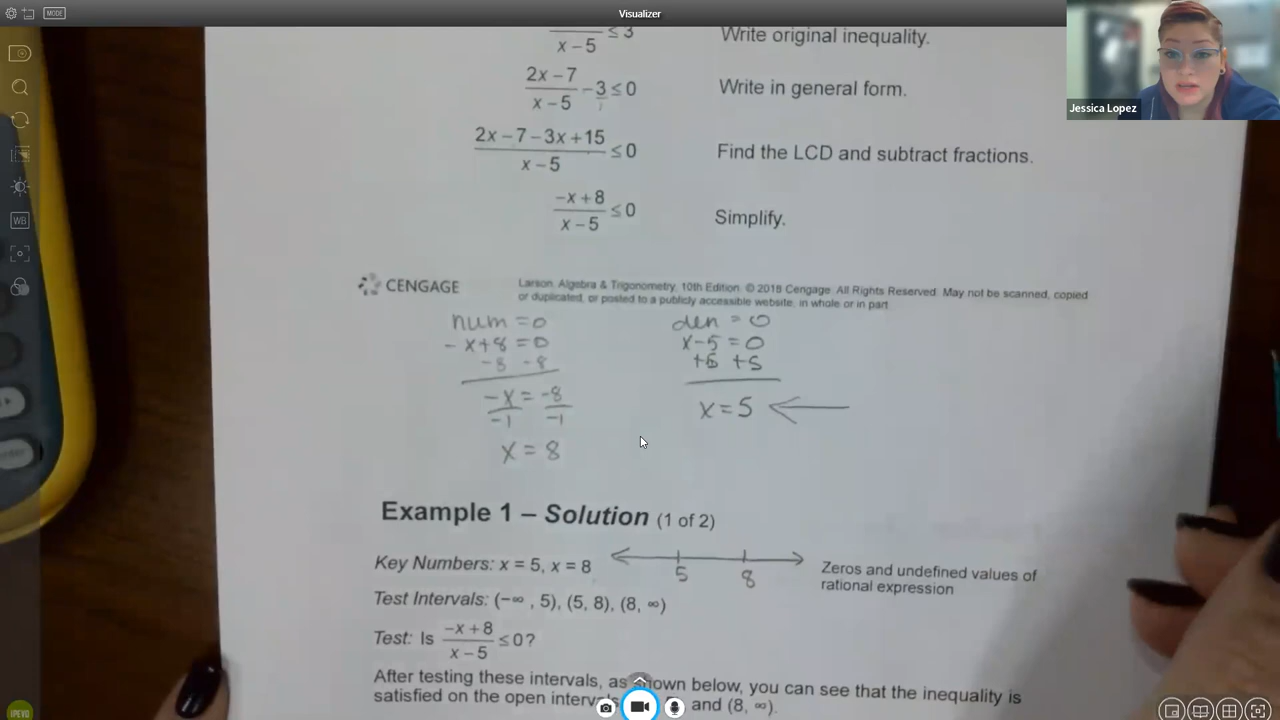 MODE
Visualizer
x − 5 ≤ 3 Write original inequality.
2x − 7 / x − 5 − 3 ≤ 0 Write in general form.
2x − 7 − 3x + 15 / x − 5 ≤ 0 Find the LCD and subtract fractions.
−x + 8 / x − 5 ≤ 0 Simplify.
Jessica Lopez
WB
CENGAGE
Larson, Algebra & Trigonometry, 10th Edition. © 2018 Cengage. All Rights Reserved. May not be scanned, copied
or duplicated, or posted to a publicly accessible website, in whole or in part.
num = 0 den = 0
− x + 8 = 0 x − 5 = 0
− 8 − 8 + 5 + 5
− x = −8 x = 5
−1 −1
x = 8
Example 1 – Solution (1 of 2)
Key Numbers: x = 5, x = 8
5 8
Zeros and undefined values of
rational expression
Test Intervals: (−∞ , 5), (5, 8), (8, ∞)
Test: Is −x + 8 / x − 5 ≤ 0?
After testing these intervals, as shown below, you can see that the inequality is
satisfied on the open and (8, ∞).
IPEVO